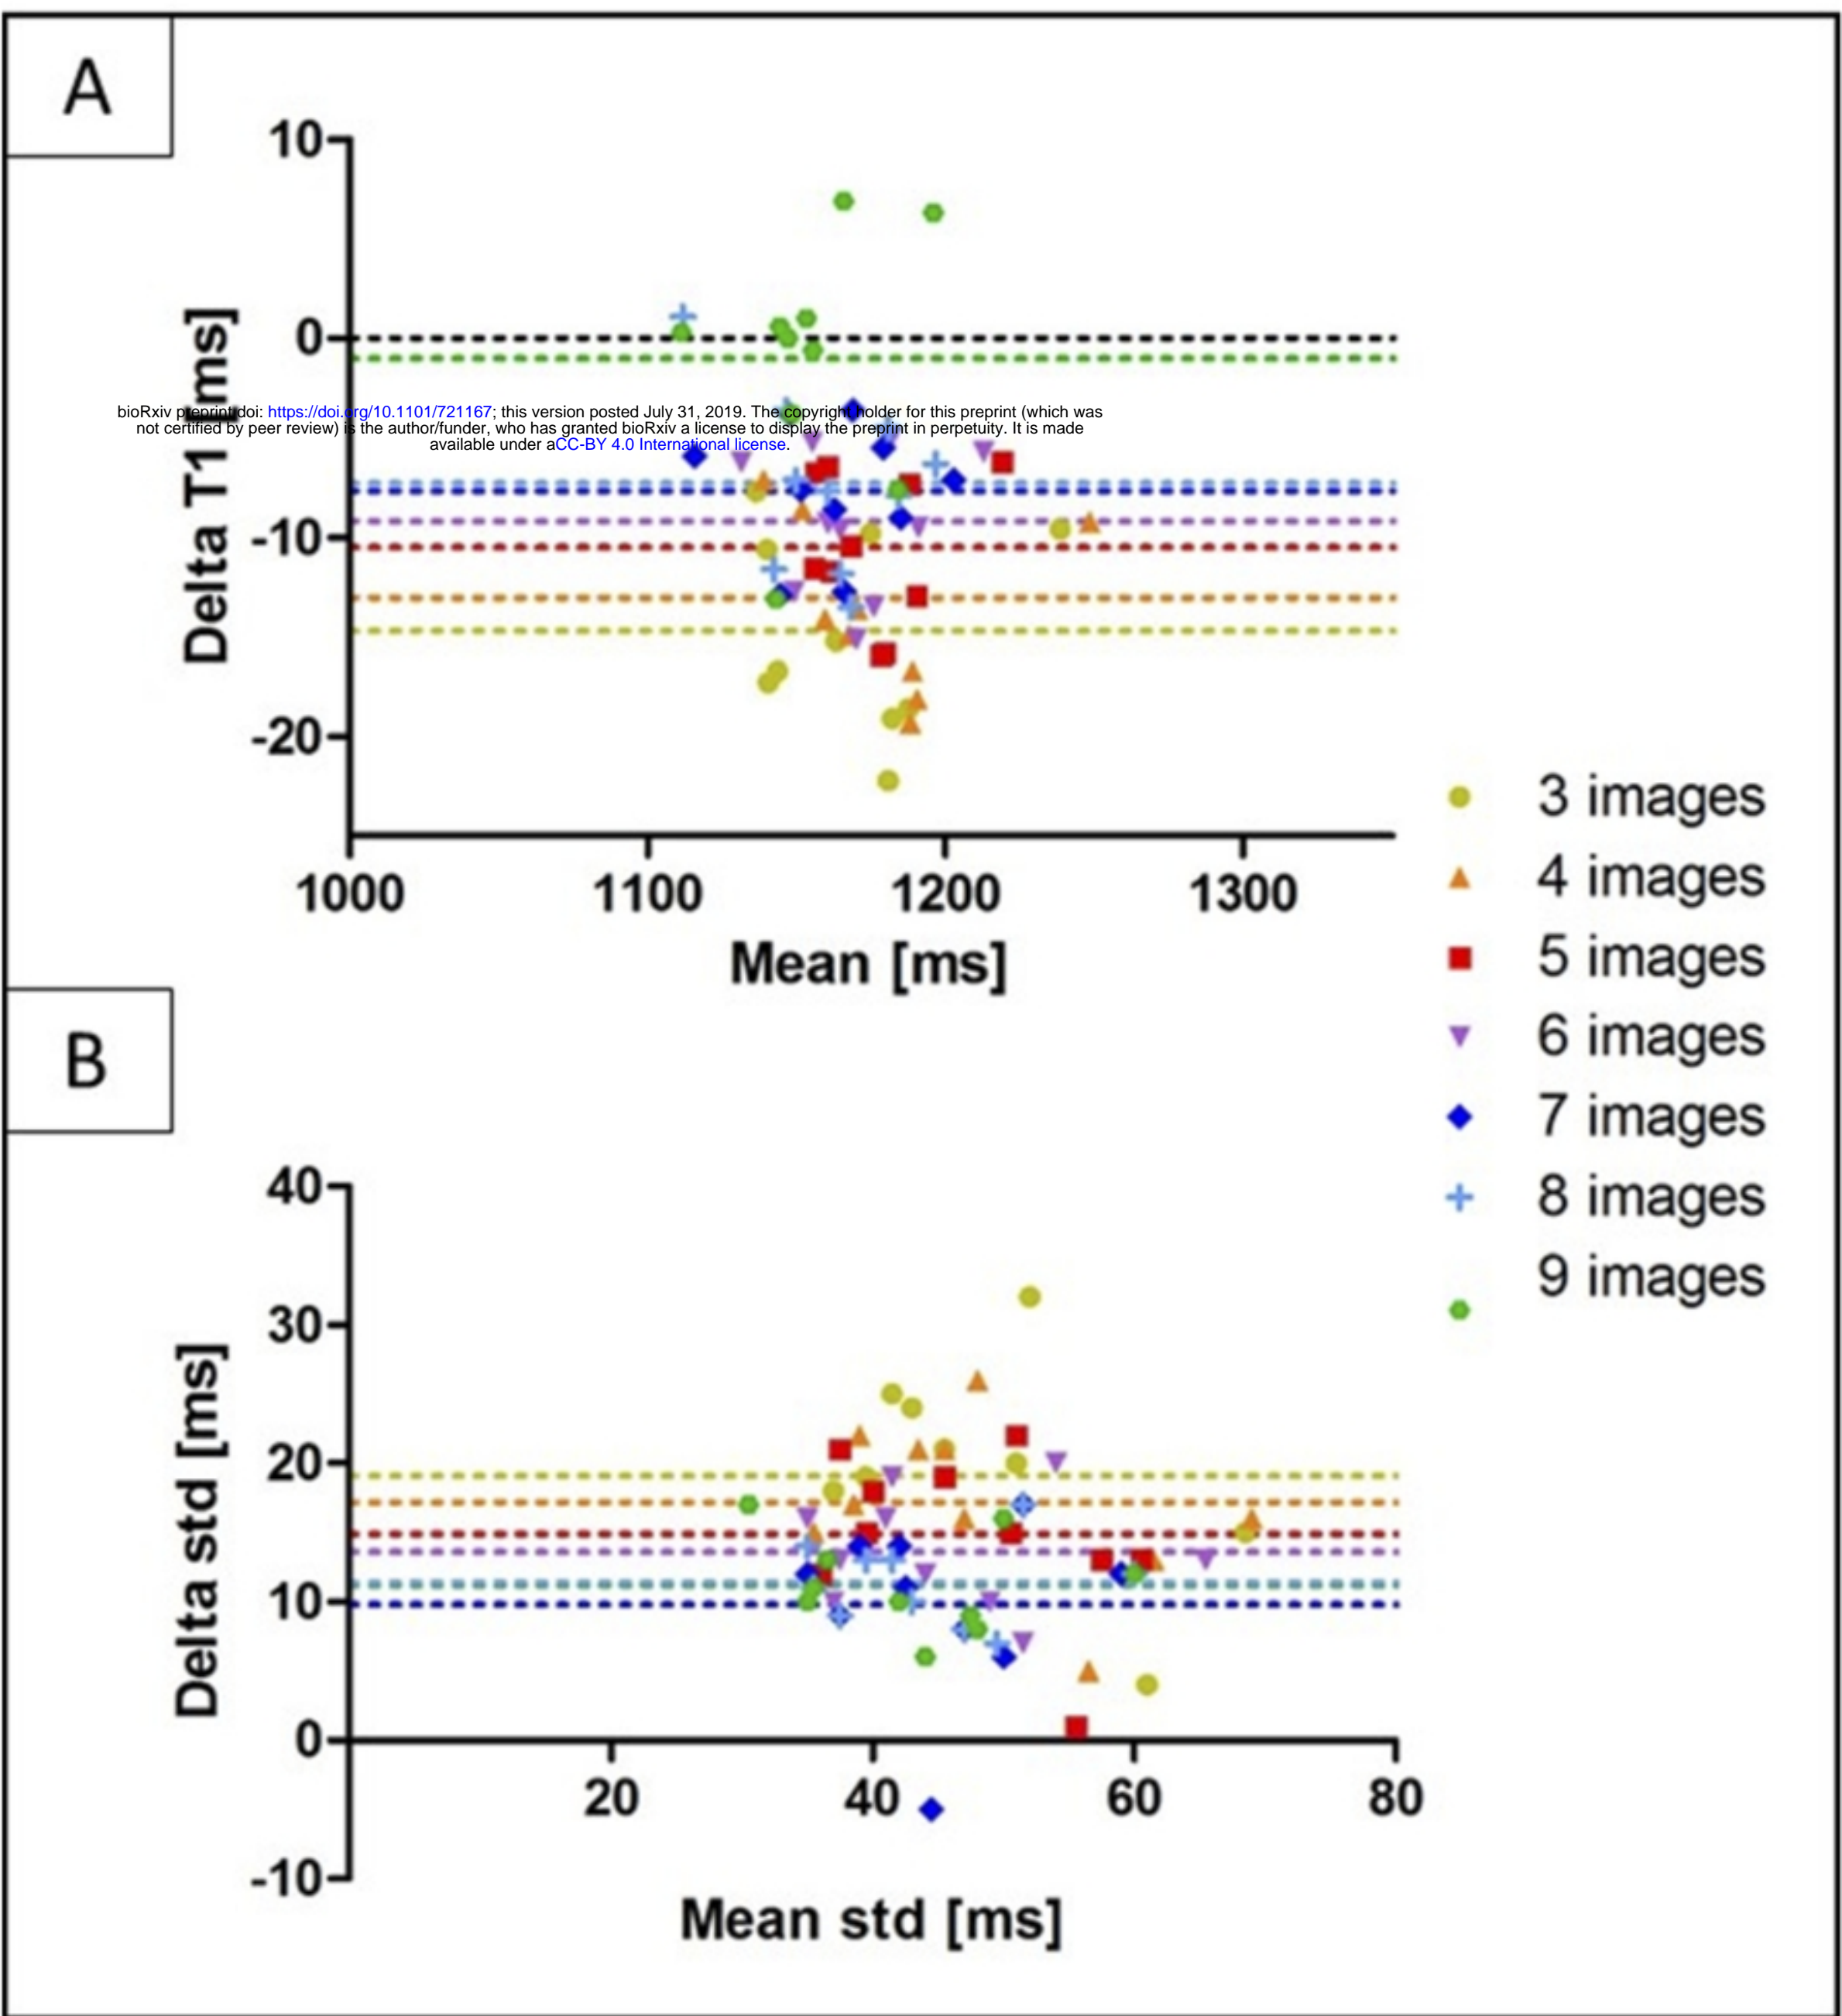 A
10
0
-10
-20
Delta T1 [ms]
bioRxiv preprint doi: https://doi.org/10.1101/721167; this version posted July 31, 2019. The copyright holder for this preprint (which was
not certified by peer review) is the author/funder, who has granted bioRxiv a license to display the preprint in perpetuity. It is made
available under aCC-BY 4.0 International license.
1000 1100 1200 1300
Mean [ms]
3 images
4 images
5 images
6 images
7 images
8 images
9 images
B
40
30
20
10
0
-10
Delta std [ms]
20 40 60 80
Mean std [ms]